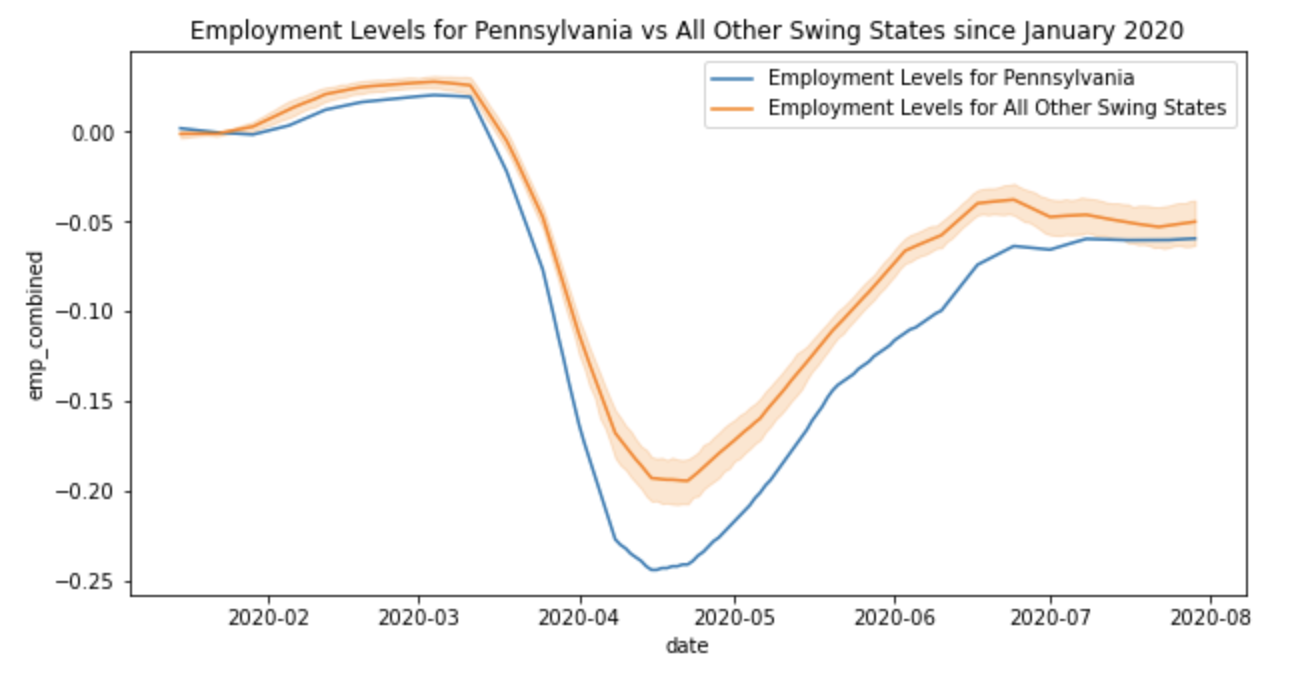 Employment Levels for Pennsylvania vs All Other Swing States since January 2020
Employment Levels for Pennsylvania
Employment Levels for All Other Swing States
0.00
−0.05
−0.10
−0.15
−0.20
−0.25
emp_combined
2020-02 2020-03 2020-04 2020-05 2020-06 2020-07 2020-08
date